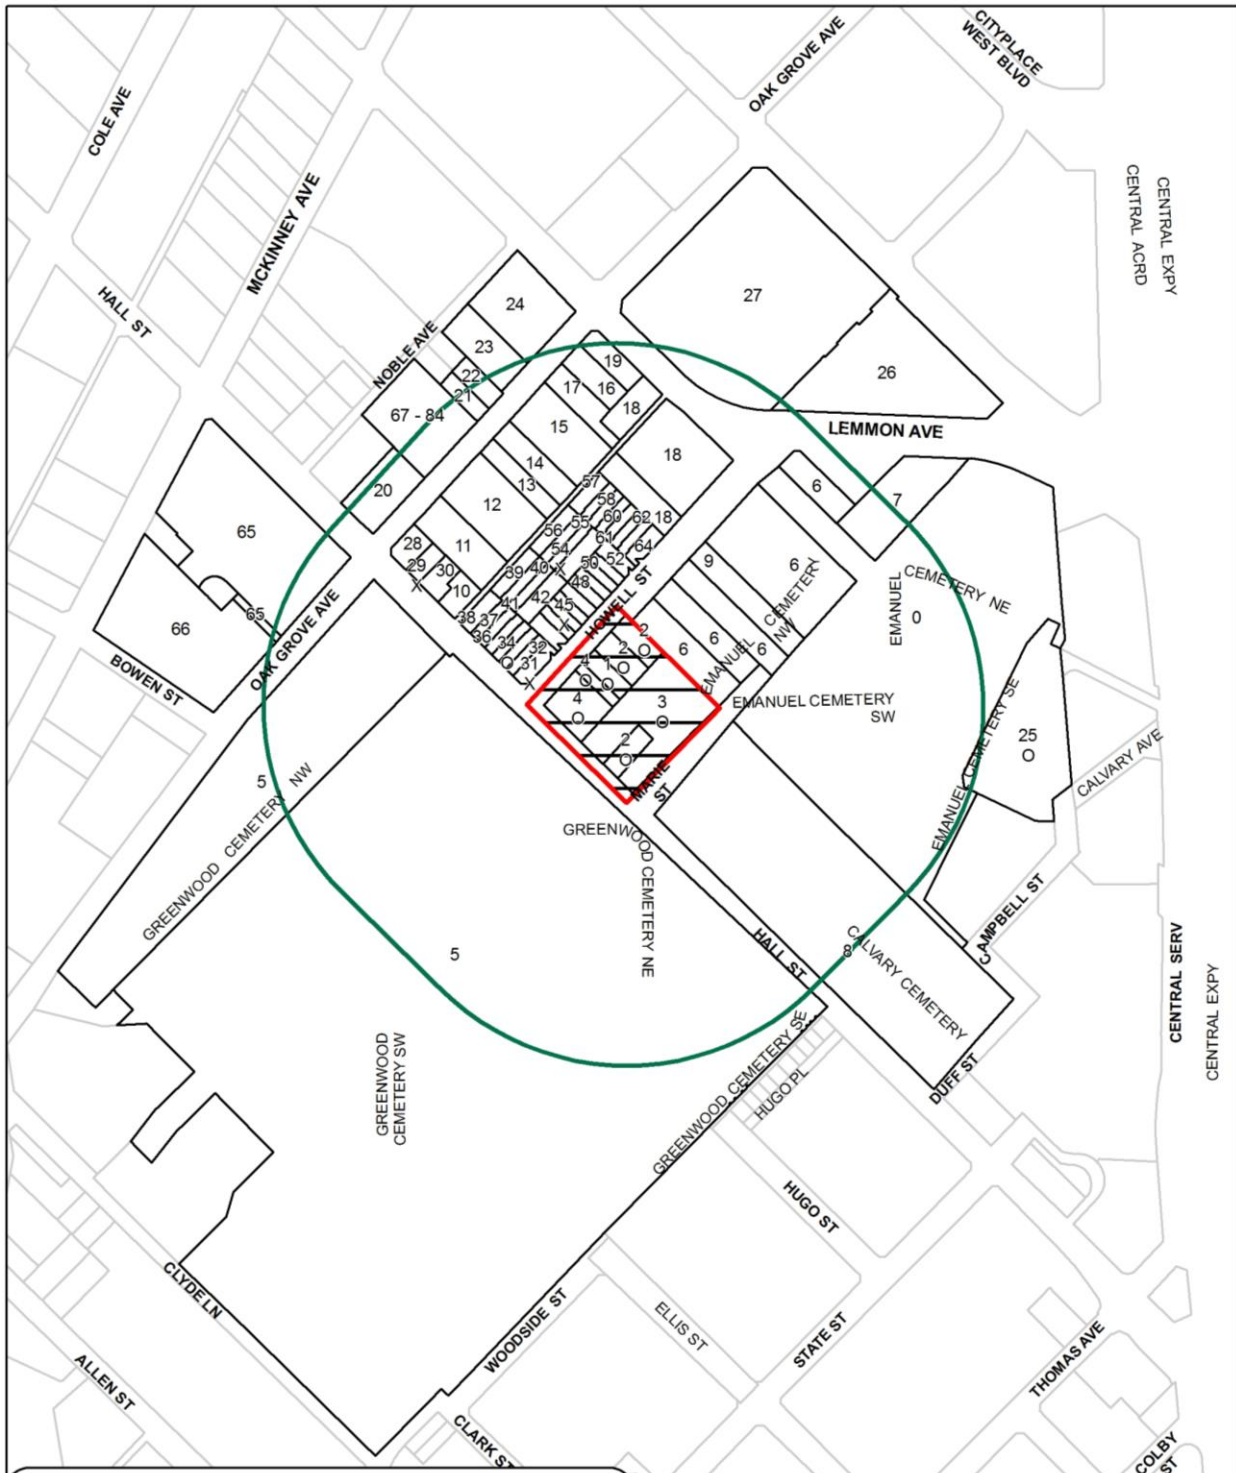 CITYPLACE
WEST BLVD
OAK GROVE AVE
COLE AVE
MCKINNEY AVE
CENTRAL EXPY
CENTRAL ACRD
HALL ST
27
24
NOBLE AVE
23
22
21
19
26
17
16
67 - 84
18
15
LEMMON AVE
18
14
13
20
57
6
7
58
12
60
62
18
65
56
55
61
28
11
54
64
9
6
29
X
30
39
40
X
50
52
10
48
EMANUEL
CEMETERY NE
0
41
42
45
HOWELL ST
EMANUEL
CEMETERY
NW
38
37
65
66
36
34
32
31
X
2
2
6
6
6
BOWEN ST
OAK GROVE AVE
4
1
4
3
EMANUEL CEMETERY
SW
2
EMANUEL CEMETERY SE
25
CALVARY AVE
5
GREENWOOD CEMETERY NW
MARIE
ST
GREENWOOD CEMETERY NE
5
HALL ST
8
CALVARY CEMETERY
CAMPBELL ST
CENTRAL SERV
CENTRAL EXPY
GREENWOOD
CEMETERY SW
GREENWOOD CEMETERY SE
HUGO PL
DUFF ST
HUGO ST
CLYDE LN
WOODSIDE ST
ELLIS ST
STATE ST
THOMAS AVE
ALLEN ST
CLARK ST
COLBY
ST